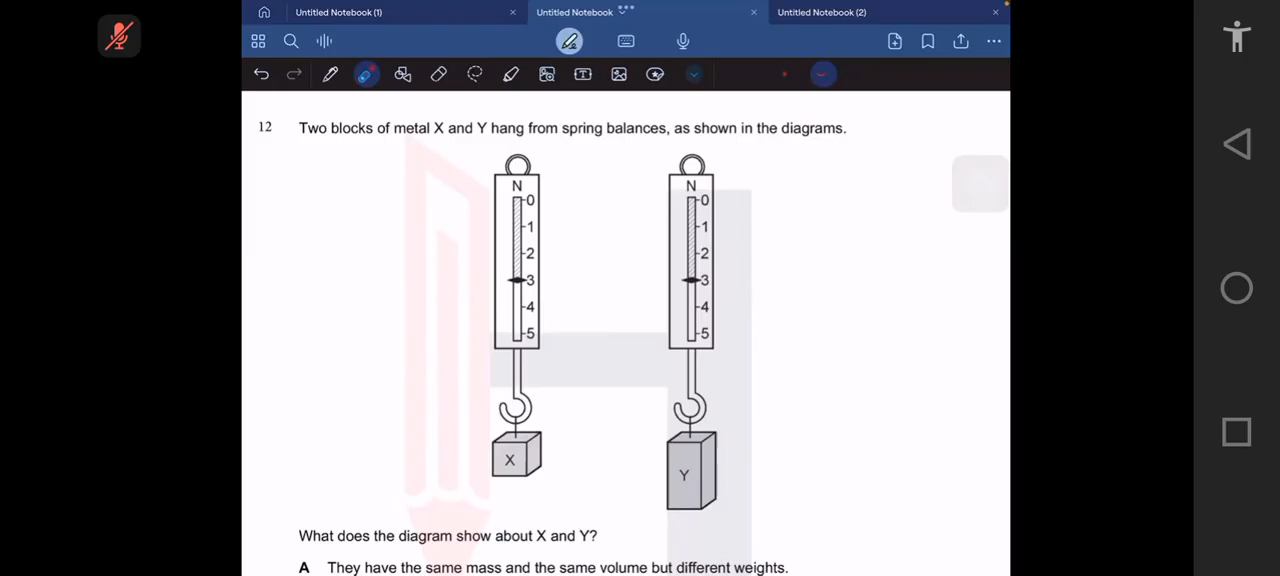 Untitled Notebook (1)
Untitled Notebook
Untitled Notebook (2)
12 Two blocks of metal X and Y hang from spring balances, as shown in the diagrams.
N
0
1
2
3
4
5
X
N
0
1
2
3
4
5
Y
What does the diagram show about X and Y?
A They have the same mass and the same volume but different weights.